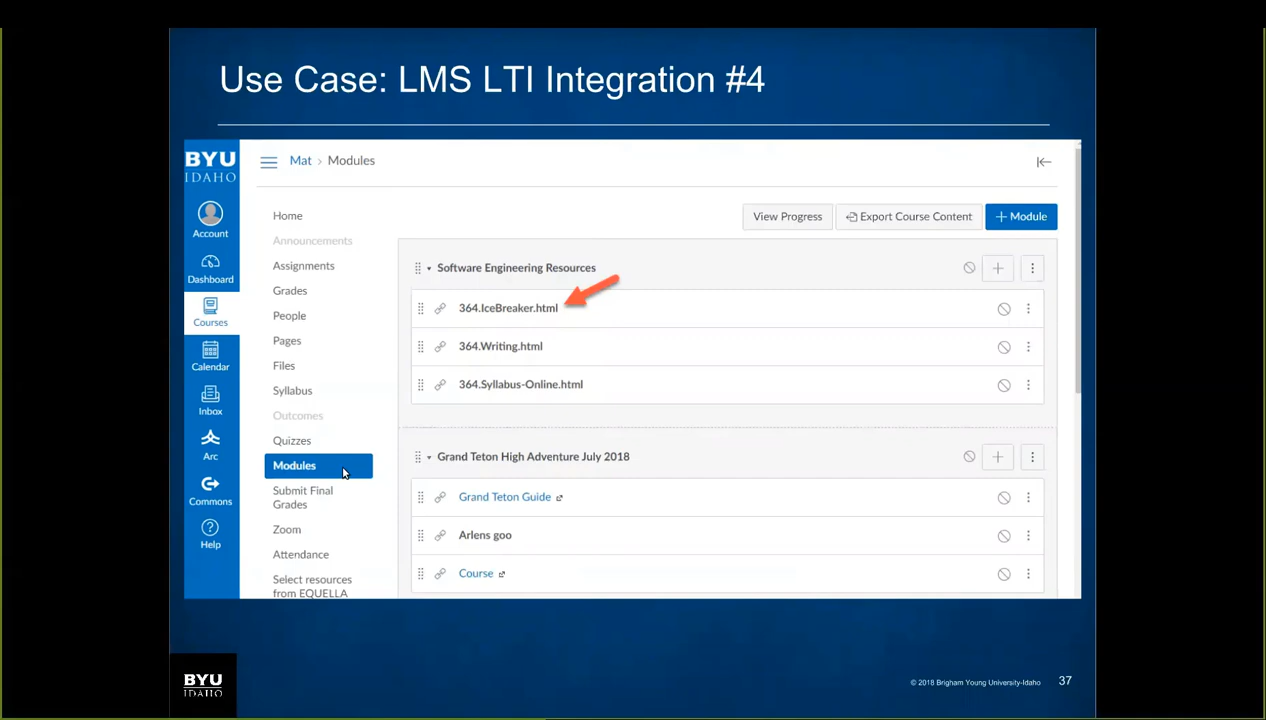 Use Case: LMS LTI Integration #4
BYU
IDAHO
Account
Dashboard
Courses
Calendar
Inbox
Arc
Commons
Help
Mat › Modules
Home
Announcements
Assignments
Grades
People
Pages
Files
Syllabus
Outcomes
Quizzes
Modules
Submit Final
Grades
Zoom
Attendance
Select resources
from EQUELLA
View Progress
Export Course Content
+ Module
Software Engineering Resources
364.IceBreaker.html
364.Writing.html
364.Syllabus-Online.html
Grand Teton High Adventure July 2018
Grand Teton Guide
Arlens goo
Course
BYU
IDAHO
© 2018 Brigham Young University-Idaho
37